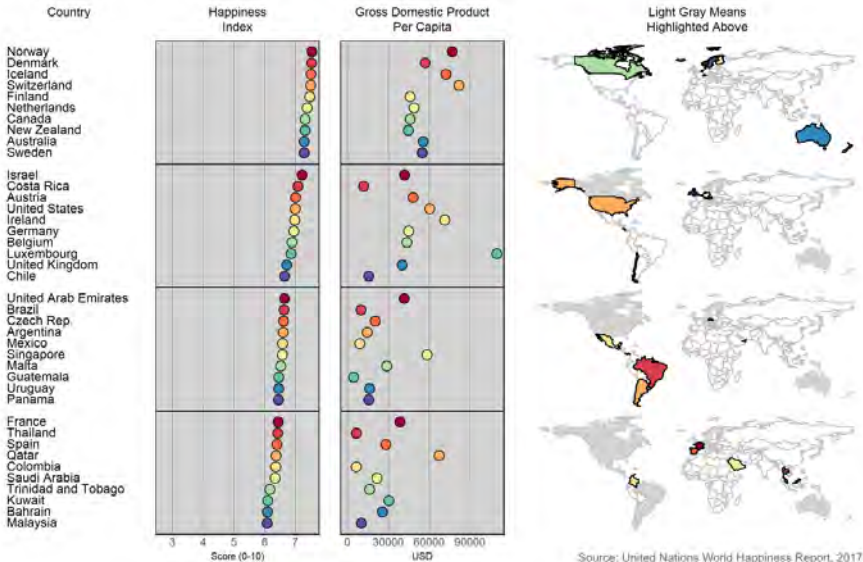 Country
Happiness
Index
Gross Domestic Product
Per Capita
Light Gray Means
Highlighted Above
Norway
Denmark
Iceland
Switzerland
Finland
Netherlands
Canada
New Zealand
Australia
Sweden
Israel
Costa Rica
Austria
United States
Ireland
Germany
Belgium
Luxembourg
United Kingdom
Chile
United Arab Emirates
Brazil
Czech Rep.
Argentina
Mexico
Singapore
Malta
Guatemala
Uruguay
Panama
France
Thailand
Spain
Qatar
Colombia
Saudi Arabia
Trinidad and Tobago
Kuwait
Bahrain
Malaysia
3 4 5 6 7
Score (0-10)
0 30000 60000 90000
USD
Source: United Nations World Happiness Report, 2017